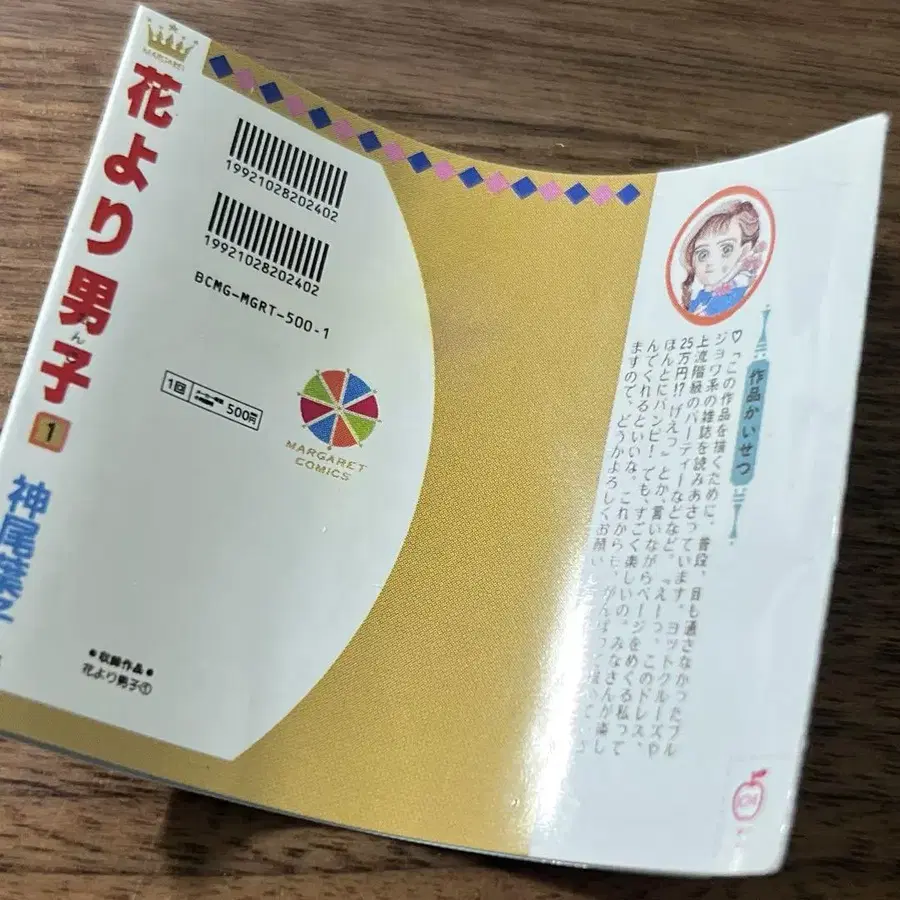 MARGARET
花より男子
だん
1
神尾葉子
19921028202402
19921028202402
BCMG-MGRT-500-1
1回
500円
MARGARET
COMICS
●収録作品●
花より男子①
作品かいせつ
♡「この作品を描くために、普段、目も通さなかったブル
ジョワ系の雑誌を読みあさっています。ヨットクルーズや
上流階級のパーティーなどなど。『えーっ、このドレス、
25万円!? げえっ』とか、言いながらページをめくる私って
ほんとにバンビ! でも、すごく楽しいの。みなさんが楽し
んでくれるといいな。これからも、がんばって描いて
ますので、どうかよろしくお願い